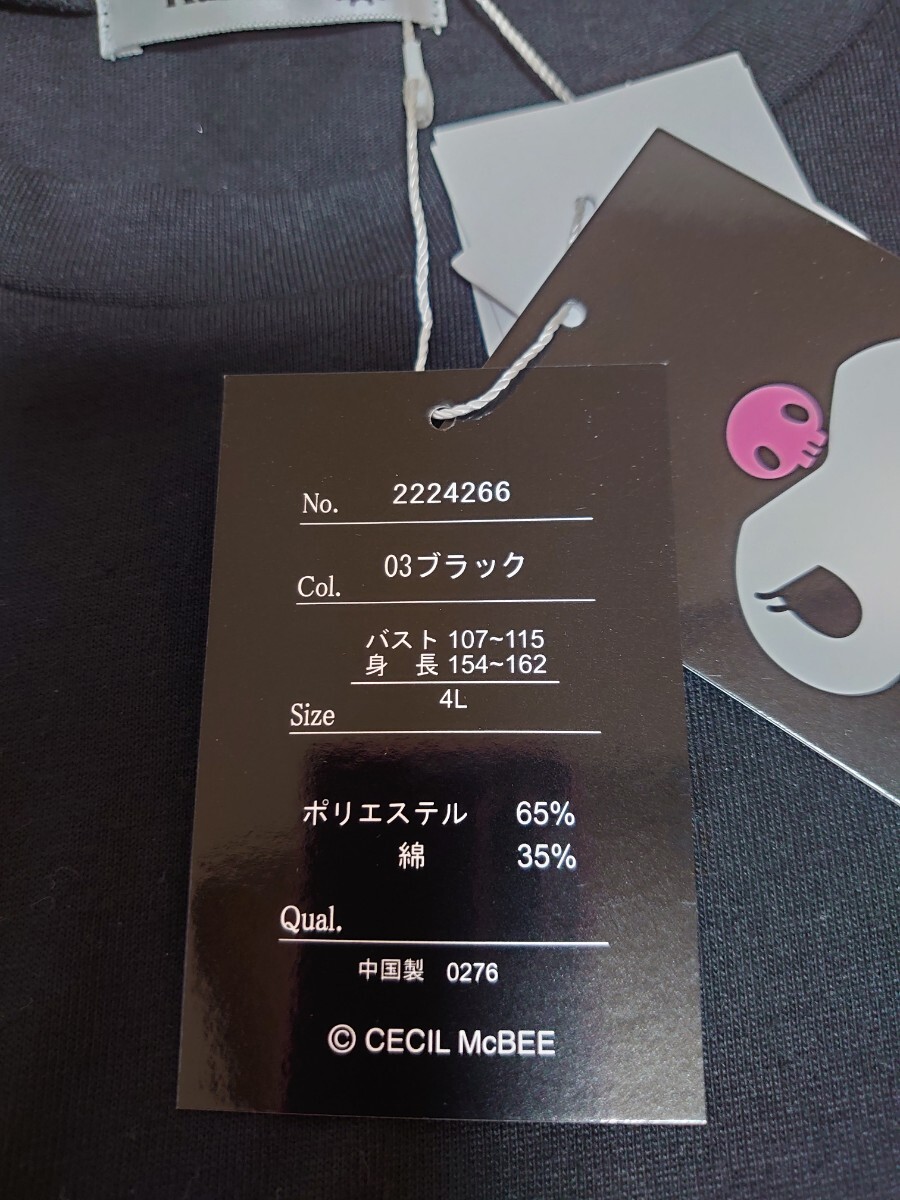 No. 2224266
Col. 03ブラック
バスト 107~115
身 長 154~162
4L
Size
ポリエステル 65%
綿 35%
Qual.
中国製 0276
© CECIL McBEE